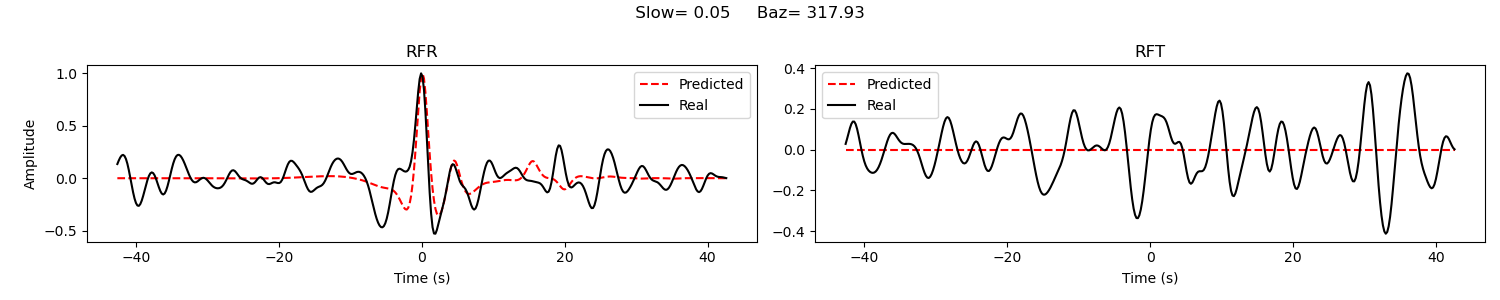 Slow= 0.05 Baz= 317.93
RFR
Amplitude
1.0
0.5
0.0
−0.5
Predicted
Real
−40 −20 0 20 40
Time (s)
RFT
0.4
0.2
0.0
−0.2
−0.4
Predicted
Real
−40 −20 0 20 40
Time (s)